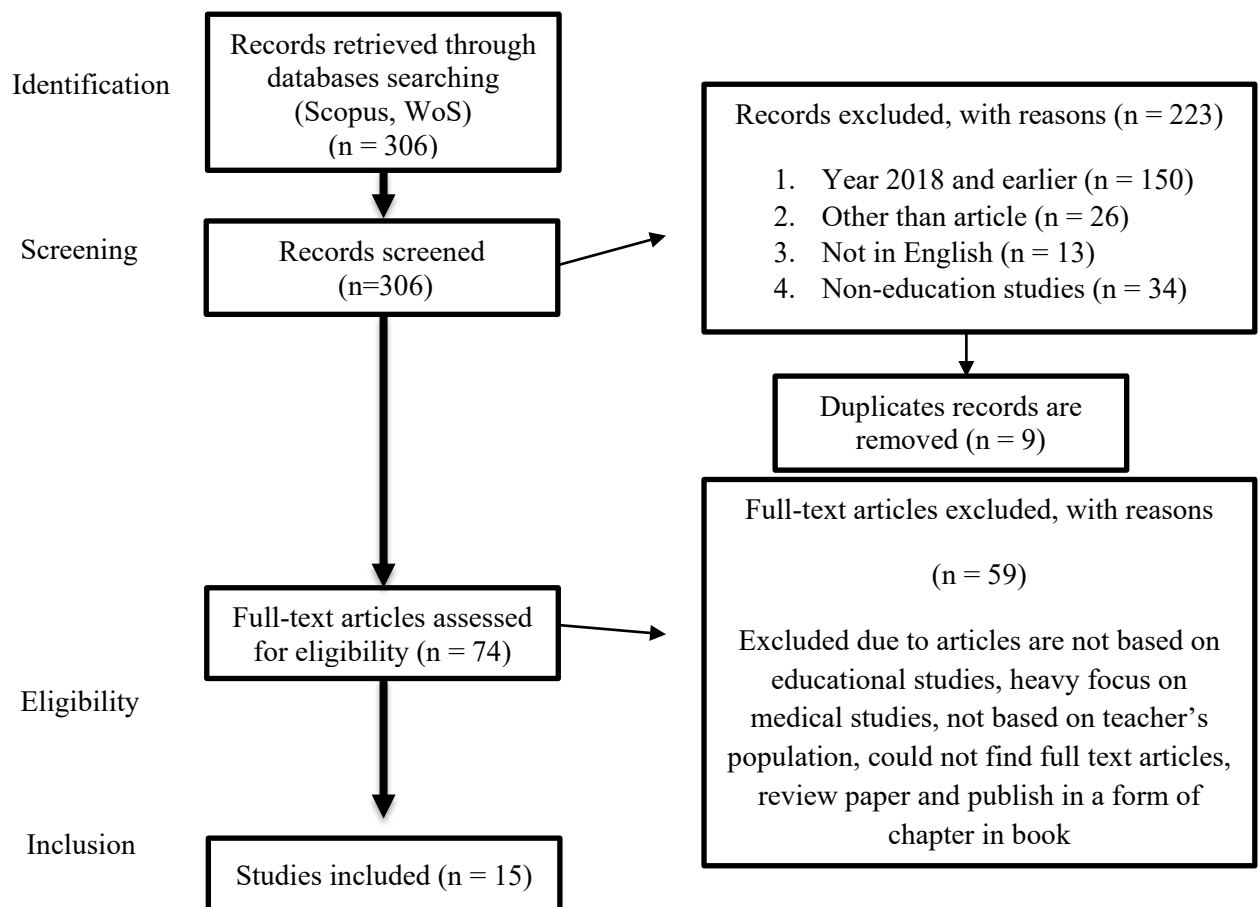 Identification
Records retrieved through
databases searching
(Scopus, WoS)
(n = 306)
Records excluded, with reasons (n = 223)
1. Year 2018 and earlier (n = 150)
2. Other than article (n = 26)
3. Not in English (n = 13)
4. Non-education studies (n = 34)
Screening
Records screened
(n=306)
Duplicates records are
removed (n = 9)
Full-text articles assessed
for eligibility (n = 74)
Full-text articles excluded, with reasons
(n = 59)
Excluded due to articles are not based on
educational studies, heavy focus on
medical studies, not based on teacher’s
population, could not find full text articles,
review paper and publish in a form of
chapter in book
Eligibility
Inclusion
Studies included (n = 15)